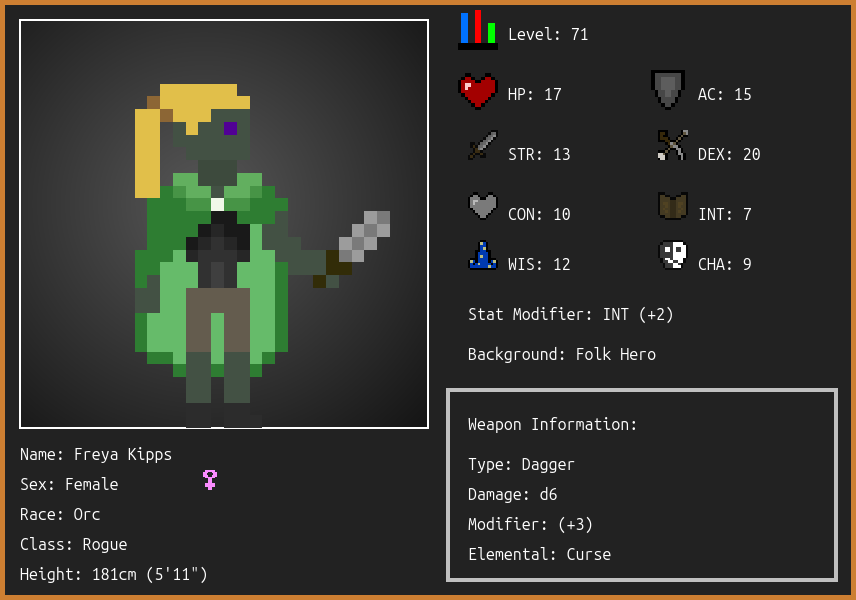 Level: 71
HP: 17
AC: 15
STR: 13
DEX: 20
CON: 10
INT: 7
WIS: 12
CHA: 9
Stat Modifier: INT (+2)
Background: Folk Hero
Weapon Information:
Type: Dagger
Damage: d6
Modifier: (+3)
Elemental: Curse
Name: Freya Kipps
Sex: Female
Race: Orc
Class: Rogue
Height: 181cm (5'11")